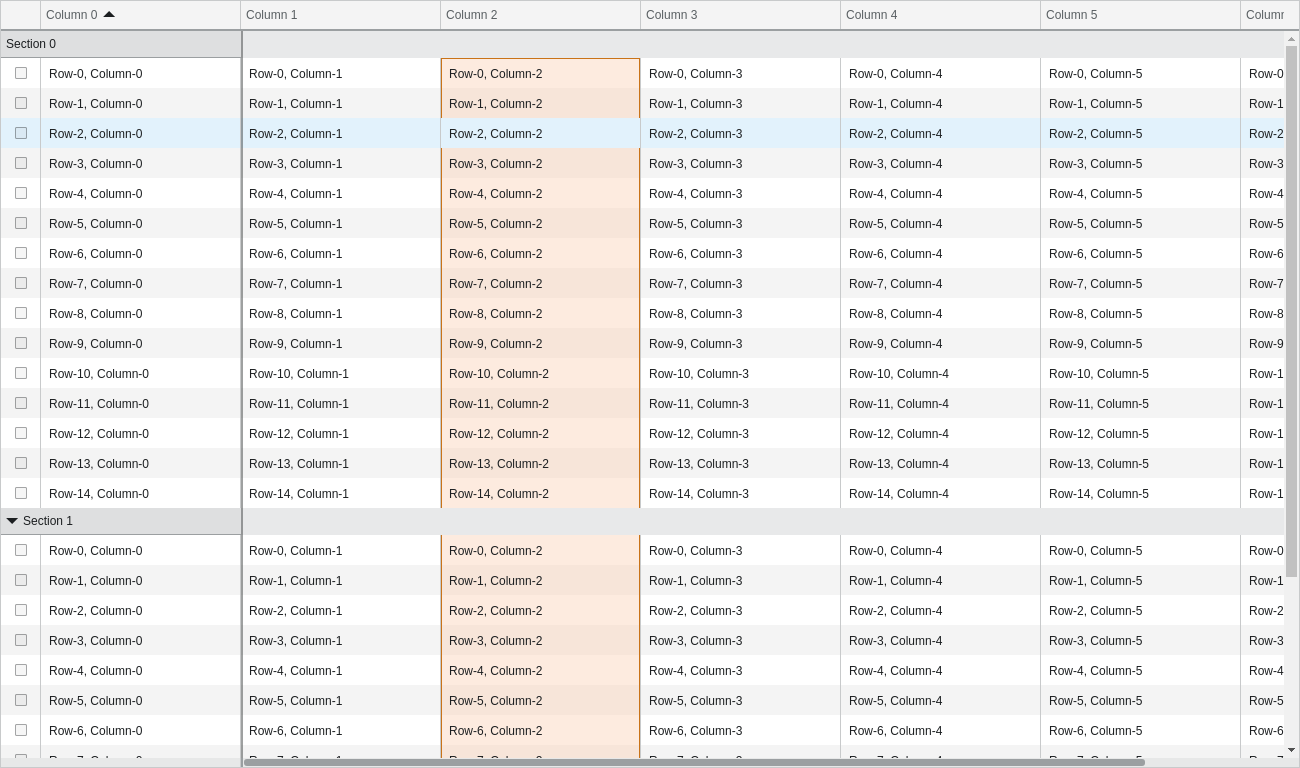 Column 0 Column 1 Column 2 Column 3 Column 4 Column 5 Colum
Section 0
Row-0, Column-0 Row-0, Column-1 Row-0, Column-2 Row-0, Column-3 Row-0, Column-4 Row-0, Column-5 Row-0
Row-1, Column-0 Row-1, Column-1 Row-1, Column-2 Row-1, Column-3 Row-1, Column-4 Row-1, Column-5 Row-1
Row-2, Column-0 Row-2, Column-1 Row-2, Column-2 Row-2, Column-3 Row-2, Column-4 Row-2, Column-5 Row-2
Row-3, Column-0 Row-3, Column-1 Row-3, Column-2 Row-3, Column-3 Row-3, Column-4 Row-3, Column-5 Row-3
Row-4, Column-0 Row-4, Column-1 Row-4, Column-2 Row-4, Column-3 Row-4, Column-4 Row-4, Column-5 Row-4
Row-5, Column-0 Row-5, Column-1 Row-5, Column-2 Row-5, Column-3 Row-5, Column-4 Row-5, Column-5 Row-5
Row-6, Column-0 Row-6, Column-1 Row-6, Column-2 Row-6, Column-3 Row-6, Column-4 Row-6, Column-5 Row-6
Row-7, Column-0 Row-7, Column-1 Row-7, Column-2 Row-7, Column-3 Row-7, Column-4 Row-7, Column-5 Row-7
Row-8, Column-0 Row-8, Column-1 Row-8, Column-2 Row-8, Column-3 Row-8, Column-4 Row-8, Column-5 Row-8
Row-9, Column-0 Row-9, Column-1 Row-9, Column-2 Row-9, Column-3 Row-9, Column-4 Row-9, Column-5 Row-9
Row-10, Column-0 Row-10, Column-1 Row-10, Column-2 Row-10, Column-3 Row-10, Column-4 Row-10, Column-5 Row-1
Row-11, Column-0 Row-11, Column-1 Row-11, Column-2 Row-11, Column-3 Row-11, Column-4 Row-11, Column-5 Row-1
Row-12, Column-0 Row-12, Column-1 Row-12, Column-2 Row-12, Column-3 Row-12, Column-4 Row-12, Column-5 Row-1
Row-13, Column-0 Row-13, Column-1 Row-13, Column-2 Row-13, Column-3 Row-13, Column-4 Row-13, Column-5 Row-1
Row-14, Column-0 Row-14, Column-1 Row-14, Column-2 Row-14, Column-3 Row-14, Column-4 Row-14, Column-5 Row-1
Section 1
Row-0, Column-0 Row-0, Column-1 Row-0, Column-2 Row-0, Column-3 Row-0, Column-4 Row-0, Column-5 Row-0
Row-1, Column-0 Row-1, Column-1 Row-1, Column-2 Row-1, Column-3 Row-1, Column-4 Row-1, Column-5 Row-1
Row-2, Column-0 Row-2, Column-1 Row-2, Column-2 Row-2, Column-3 Row-2, Column-4 Row-2, Column-5 Row-2
Row-3, Column-0 Row-3, Column-1 Row-3, Column-2 Row-3, Column-3 Row-3, Column-4 Row-3, Column-5 Row-3
Row-4, Column-0 Row-4, Column-1 Row-4, Column-2 Row-4, Column-3 Row-4, Column-4 Row-4, Column-5 Row-4
Row-5, Column-0 Row-5, Column-1 Row-5, Column-2 Row-5, Column-3 Row-5, Column-4 Row-5, Column-5 Row-5
Row-6, Column-0 Row-6, Column-1 Row-6, Column-2 Row-6, Column-3 Row-6, Column-4 Row-6, Column-5 Row-6